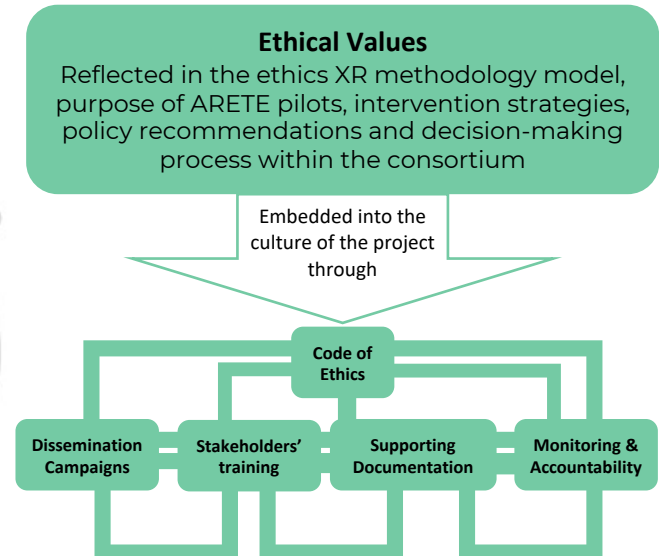 Ethical Values
Reflected in the ethics XR methodology model,
purpose of ARETE pilots, intervention strategies,
policy recommendations and decision-making
process within the consortium
Embedded into the
culture of the project
through
Code of
Ethics
Dissemination
Campaigns
Stakeholders’
training
Supporting
Documentation
Monitoring &
Accountability